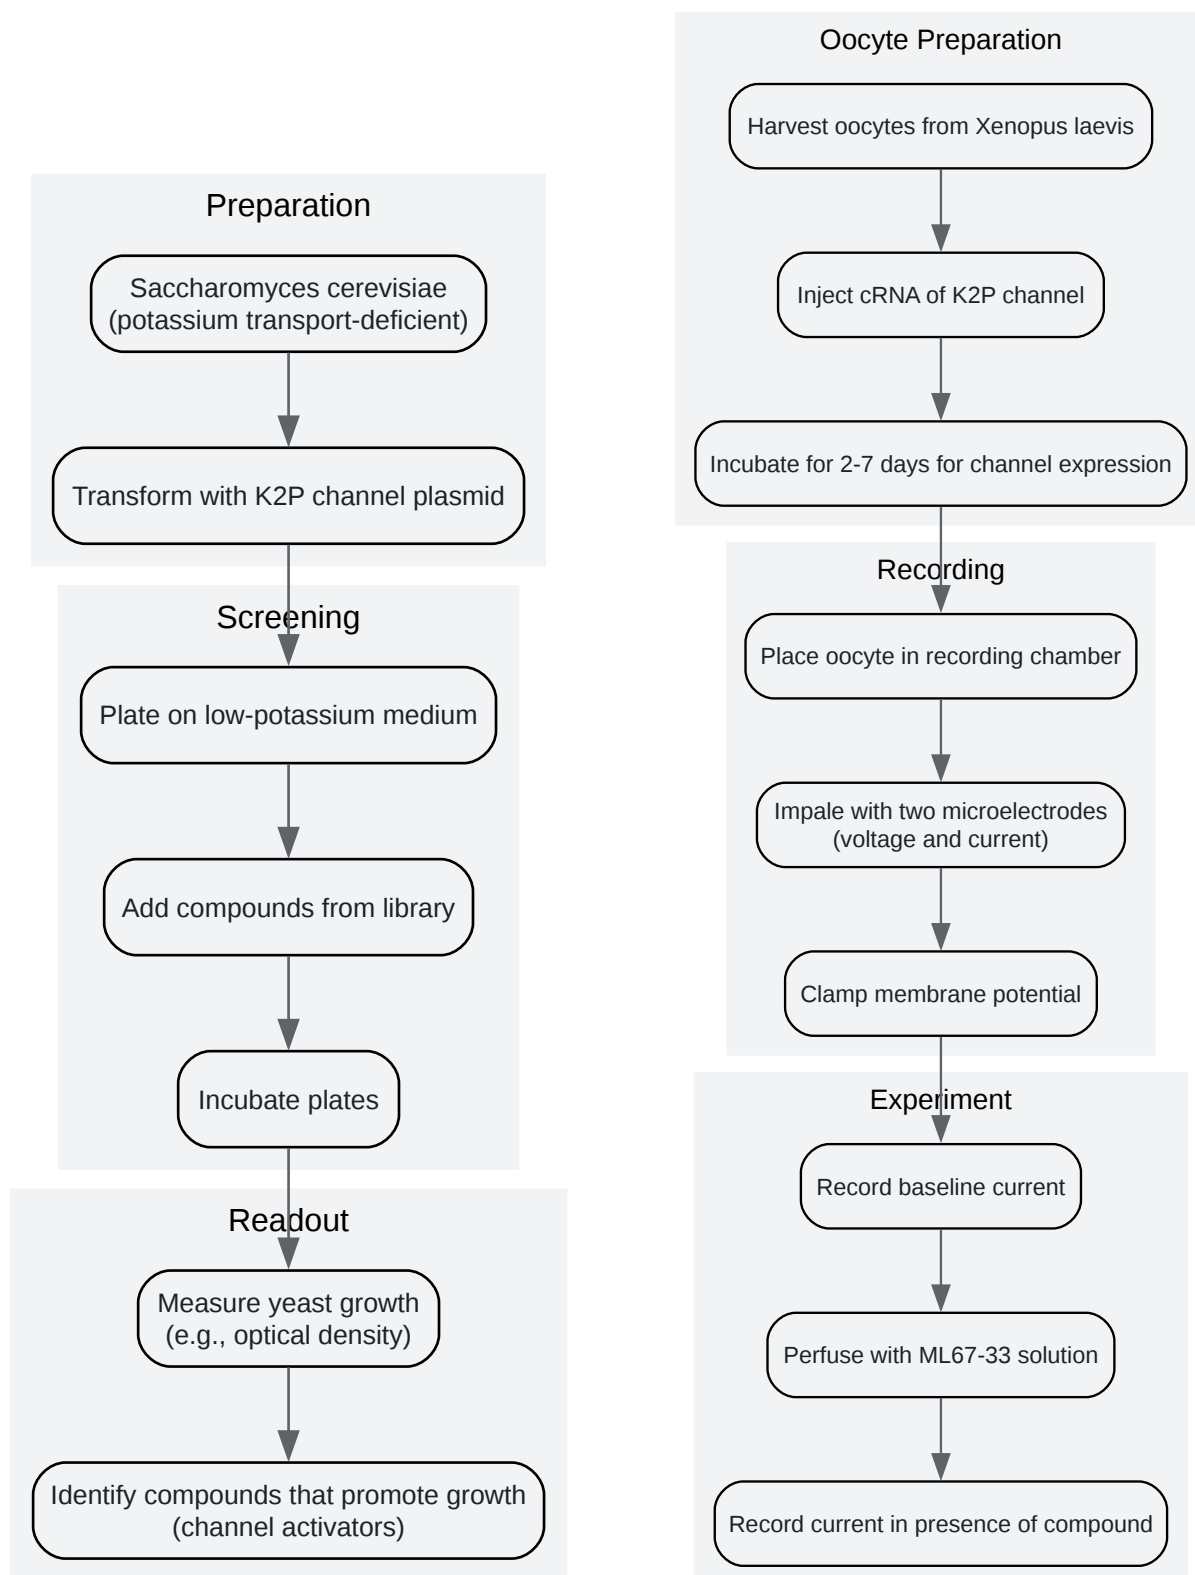 Preparation
Saccharomyces cerevisiae
(potassium transport-deficient)
Transform with K2P channel plasmid
Screening
Plate on low-potassium medium
Add compounds from library
Incubate plates
Readout
Measure yeast growth
(e.g., optical density)
Identify compounds that promote growth
(channel activators)
Oocyte Preparation
Harvest oocytes from Xenopus laevis
Inject cRNA of K2P channel
Incubate for 2-7 days for channel expression
Recording
Place oocyte in recording chamber
Impale with two microelectrodes
(voltage and current)
Clamp membrane potential
Experiment
Record baseline current
Perfuse with ML67-33 solution
Record current in presence of compound